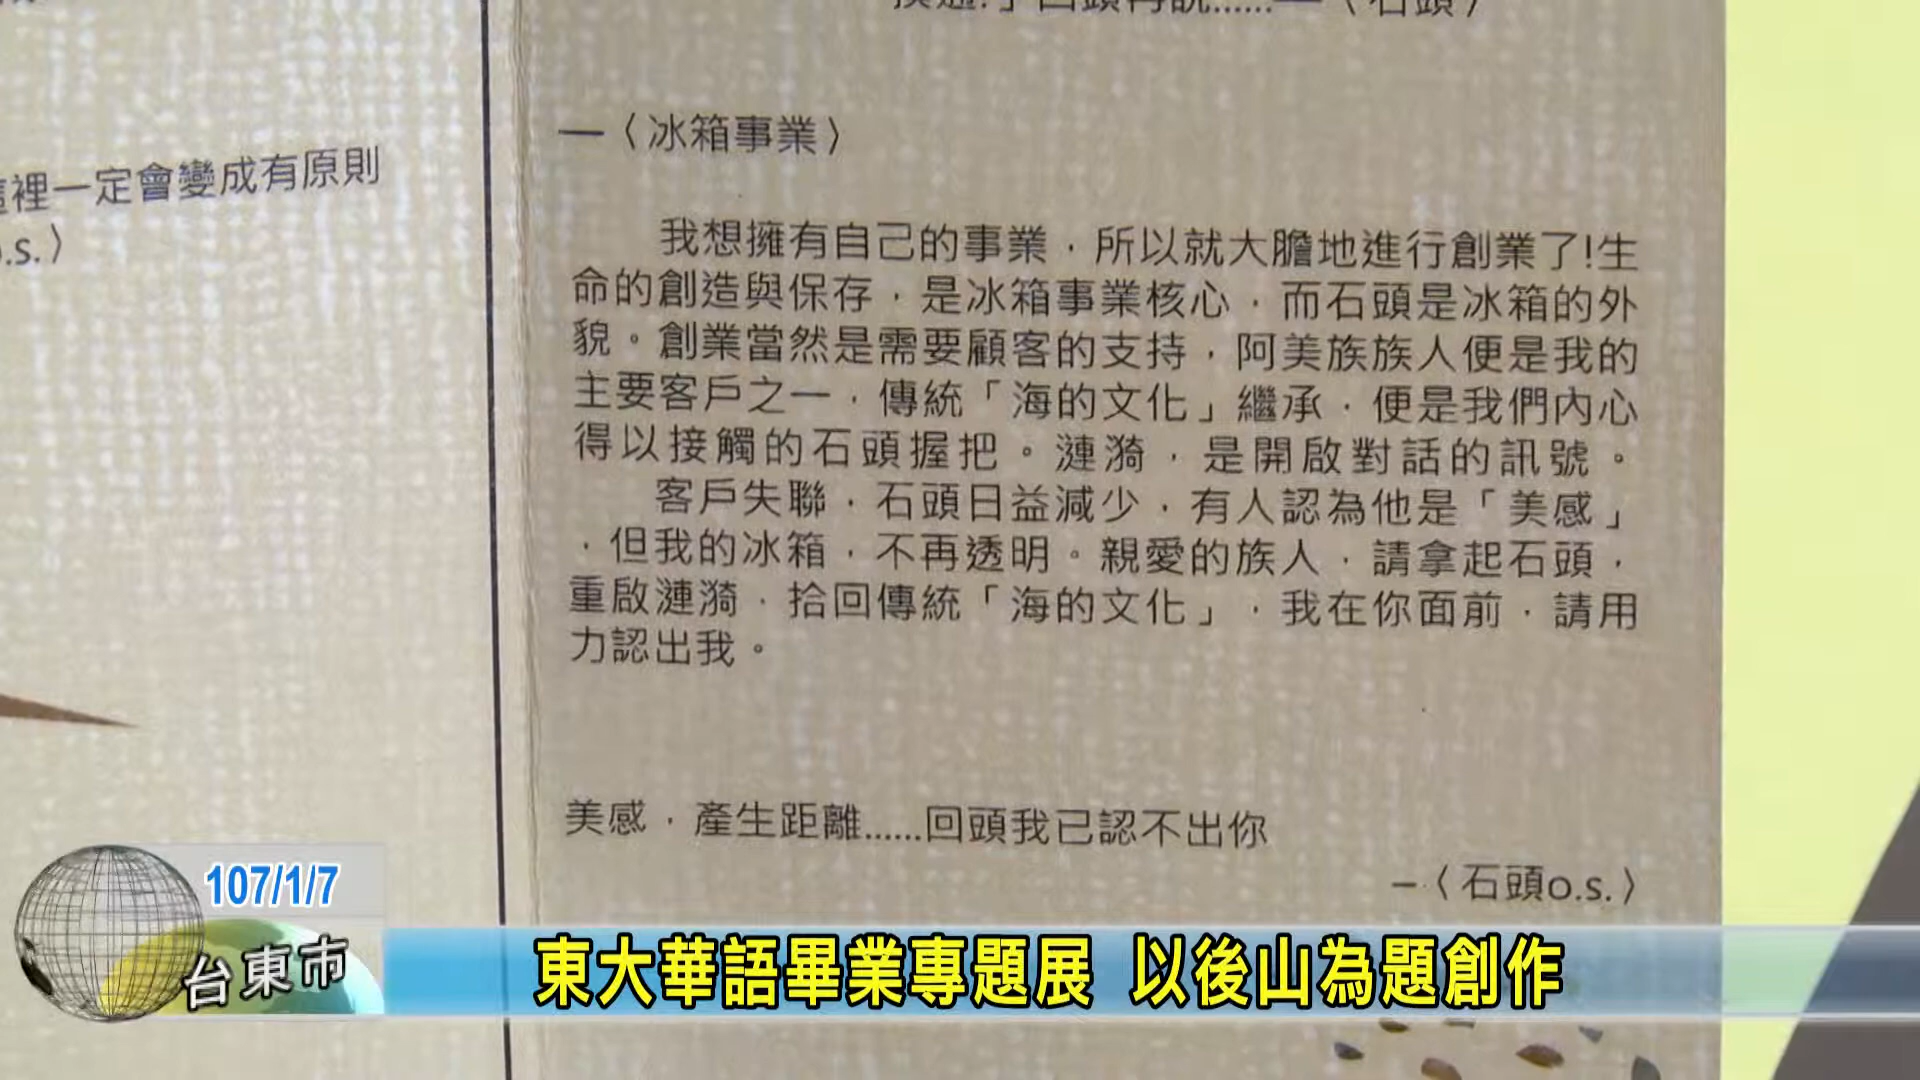 一定會變成有原則
.s.〉
回頭再說......—〈石頭〉
—〈冰箱事業〉
我想擁有自己的事業，所以就大膽地進行創業了!生
命的創造與保存，是冰箱事業核心，而石頭是冰箱的外
貌。創業當然是需要顧客的支持，阿美族族人便是我的
主要客戶之一，傳統「海的文化」繼承，便是我們內心
得以接觸的石頭握把。漣漪，是開啟對話的訊號。
客戶失聯，石頭日益減少，有人認為他是「美感」
，但我的冰箱，不再透明。親愛的族人，請拿起石頭，
重啟漣漪，拾回傳統「海的文化」，我在你面前，請用
力認出我。
美感，產生距離......回頭我已認不出你
—〈石頭o.s.〉
107/1/7
台東市
東大華語畢業專題展 以後山為題創作